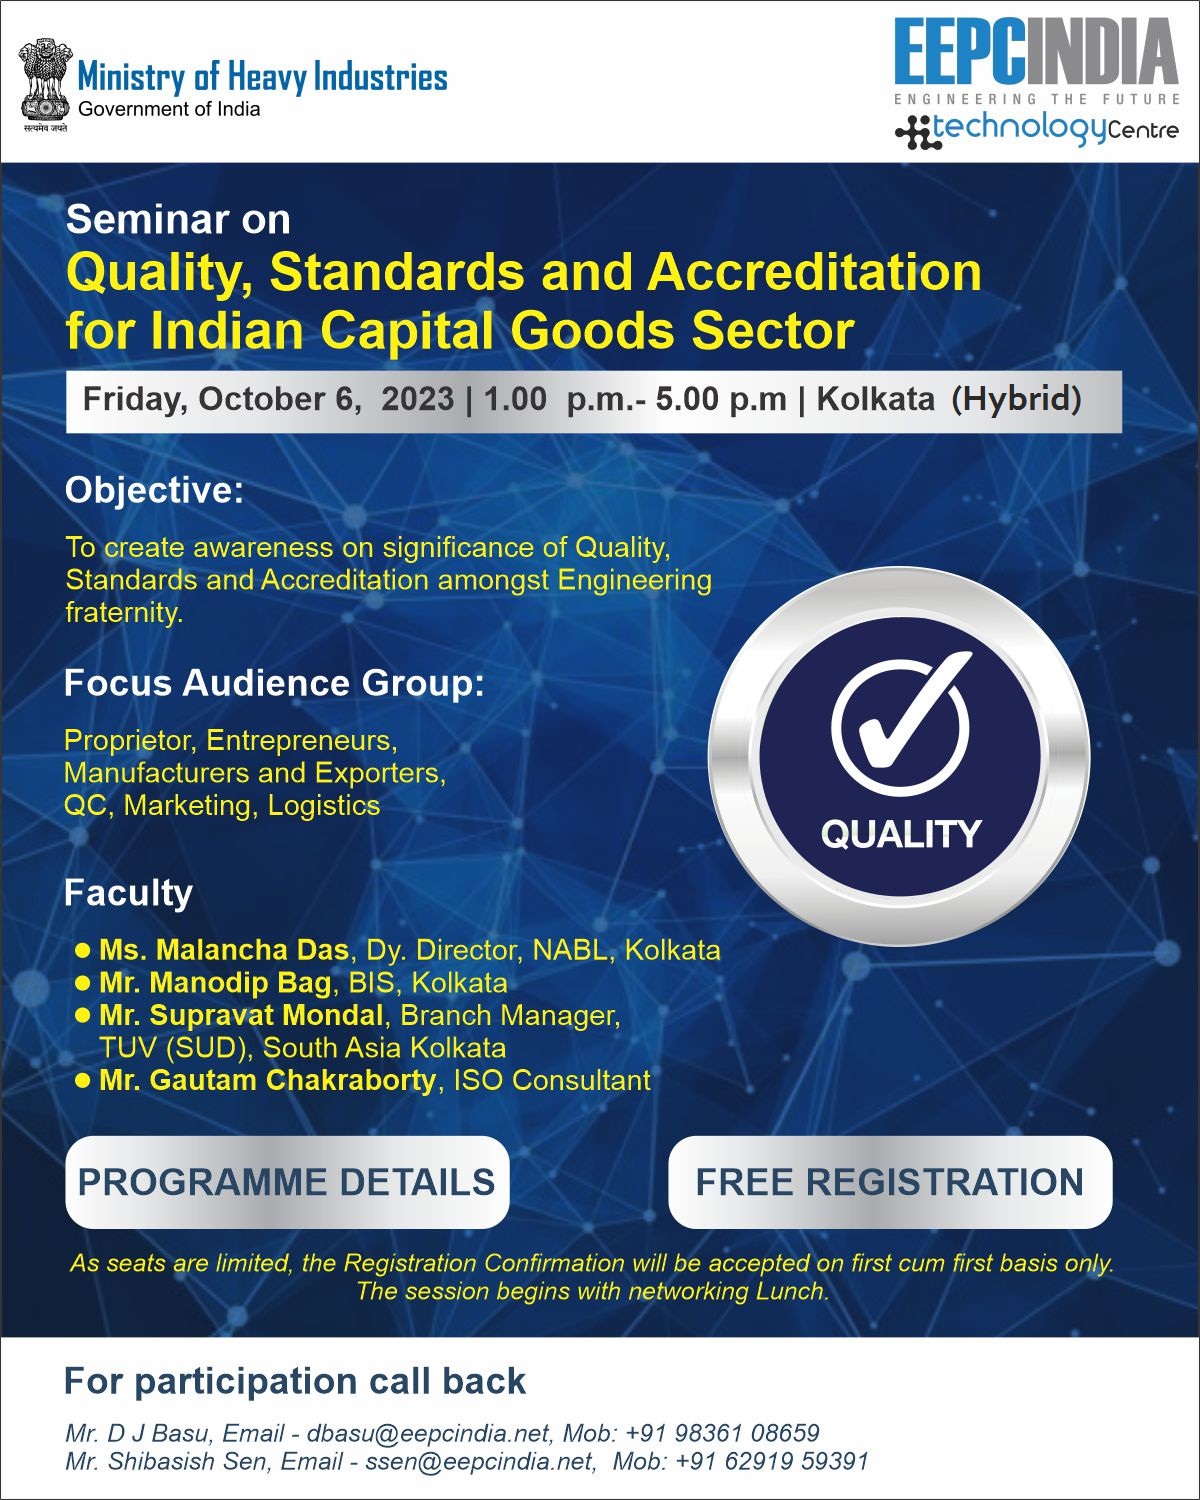 Ministry of Heavy Industries
Government of India
सत्यमेव जयते
EEPCINDIA
ENGINEERING THE FUTURE
technologyCentre
Seminar on
Quality, Standards and Accreditation
for Indian Capital Goods Sector
Friday, October 6,  2023 | 1.00  p.m.- 5.00 p.m | Kolkata  (Hybrid)
Objective:
To create awareness on significance of Quality,
Standards and Accreditation amongst Engineering
fraternity.
Focus Audience Group:
Proprietor, Entrepreneurs,
Manufacturers and Exporters,
QC, Marketing, Logistics
QUALITY
Faculty
● Ms. Malancha Das, Dy. Director, NABL, Kolkata
● Mr. Manodip Bag, BIS, Kolkata
● Mr. Supravat Mondal, Branch Manager,
TUV (SUD), South Asia Kolkata
● Mr. Gautam Chakraborty, ISO Consultant
PROGRAMME DETAILS
FREE REGISTRATION
As seats are limited, the Registration Confirmation will be accepted on first cum first basis only.
The session begins with networking Lunch.
For participation call back
Mr. D J Basu, Email - dbasu@eepcindia.net, Mob: +91 98361 08659
Mr. Shibasish Sen, Email - ssen@eepcindia.net,  Mob: +91 62919 59391